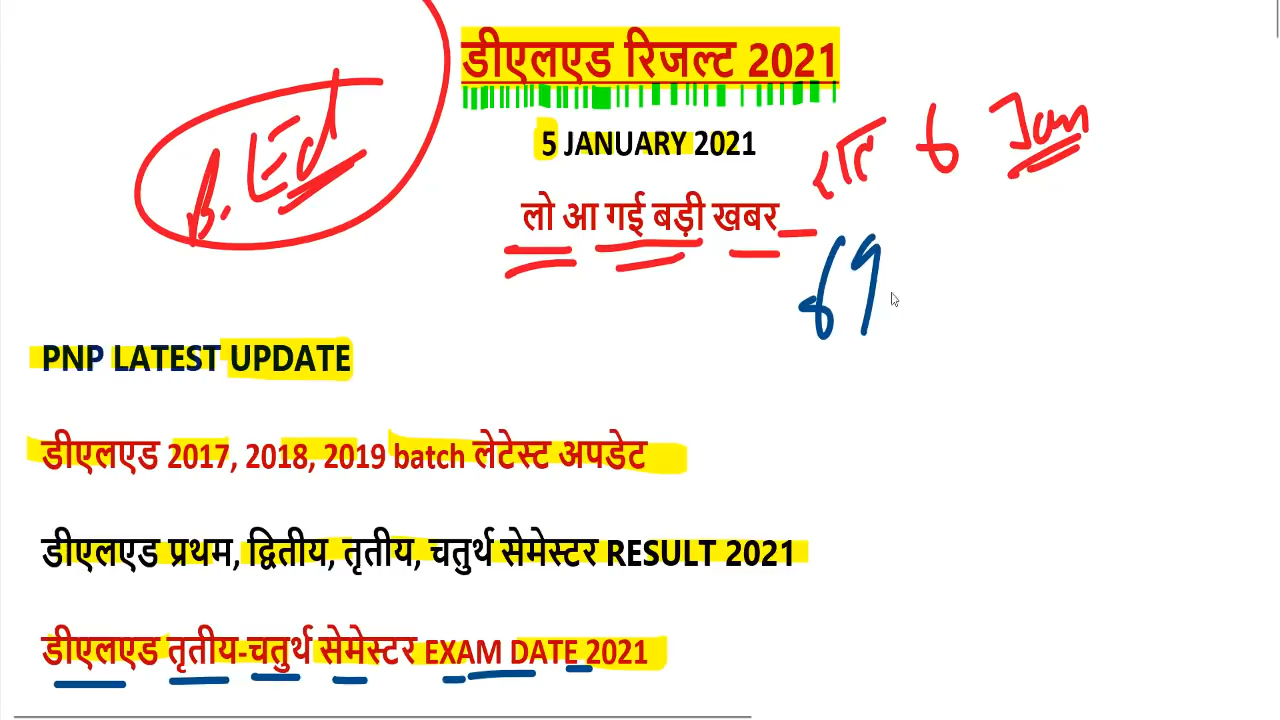 डीएलएड रिजल्ट 2021
5 JANUARY 2021
B.Ed
6 Jan
लो आ गई बड़ी खबर
69
PNP LATEST UPDATE
डीएलएड 2017, 2018, 2019 batch लेटेस्ट अपडेट
डीएलएड प्रथम, द्वितीय, तृतीय, चतुर्थ सेमेस्टर RESULT 2021
डीएलएड तृतीय-चतुर्थ सेमेस्टर EXAM DATE 2021